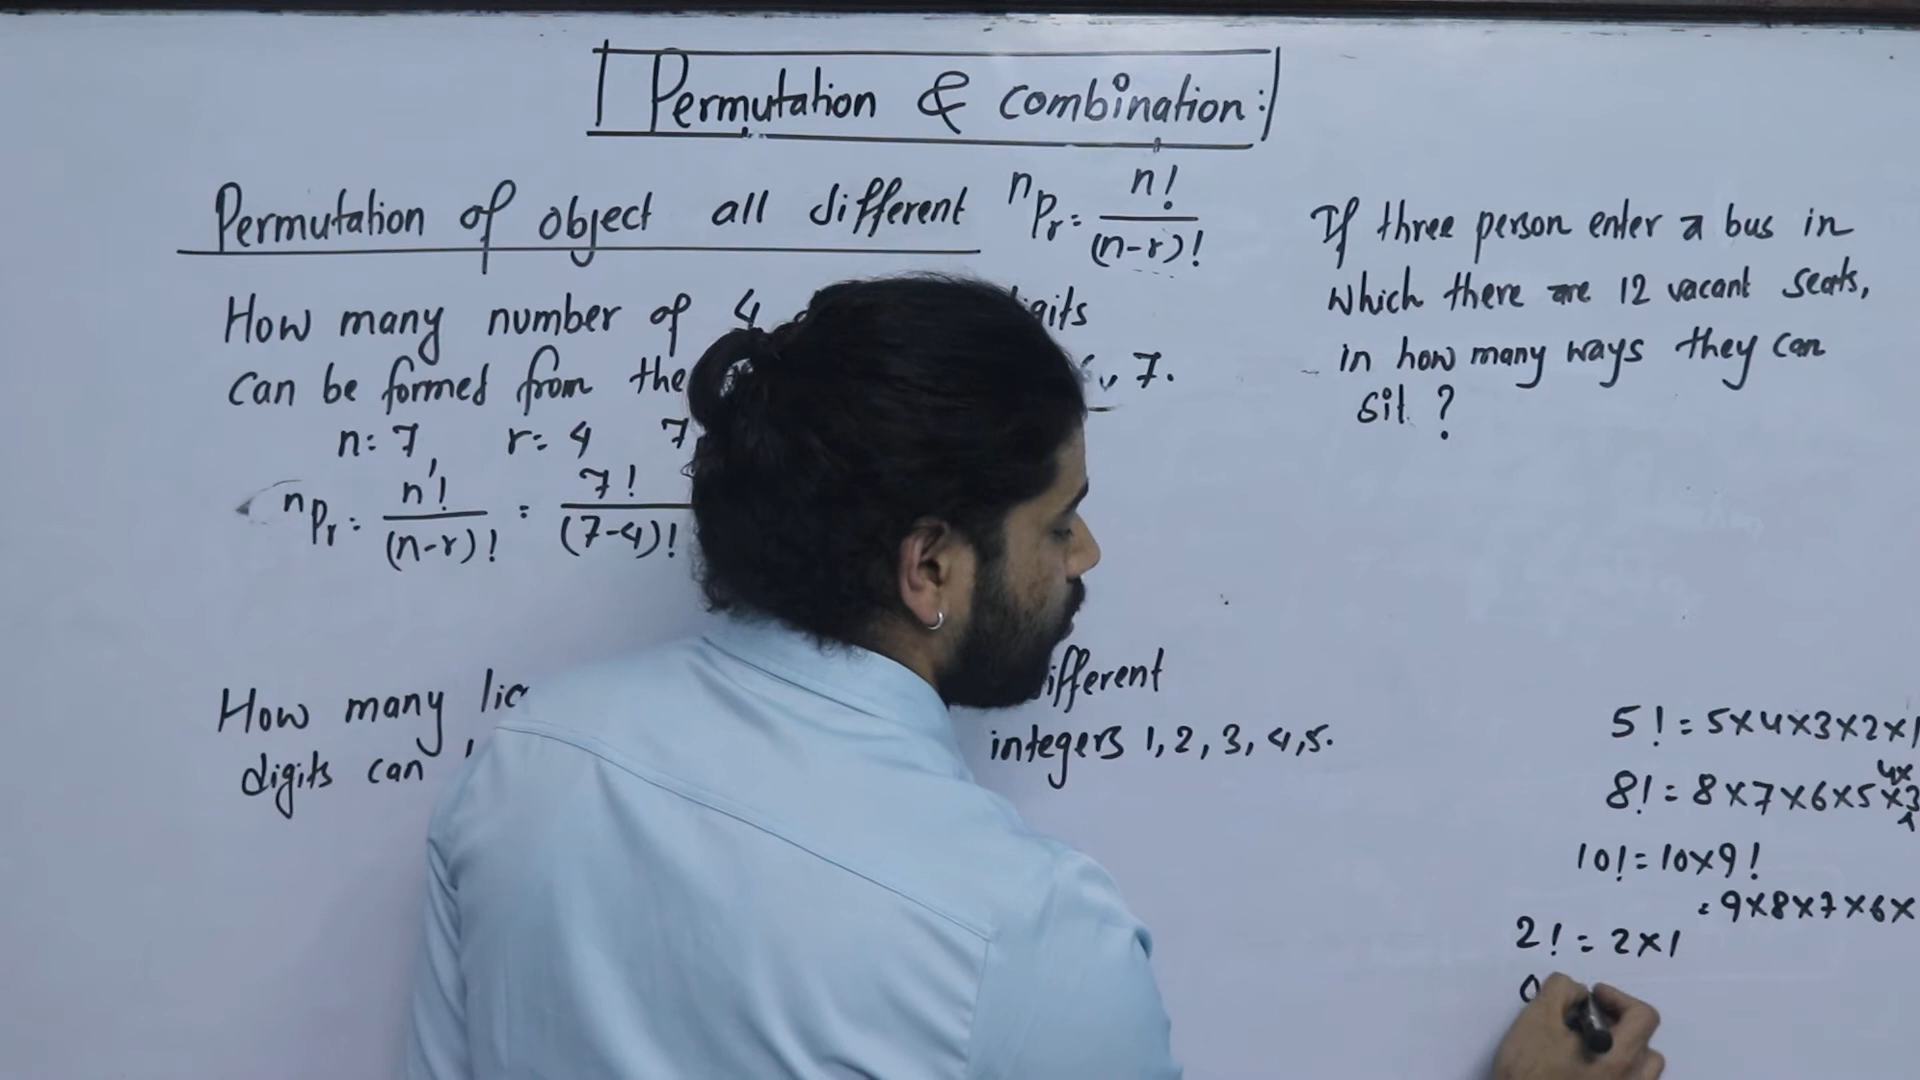 Permutation & combination:
Permutation of object all different nPr = n! / (n-r)!
How many number of 4 digits
can be formed from the 7.
n = 7, r = 4 7
nPr = n! / (n-r)! = 7! / (7-4)!
How many different
digits can integers 1, 2, 3, 4, 5.
If three person enter a bus in
which there are 12 vacant seats,
in how many ways they can
sit ?
5! = 5×4×3×2×1
8! = 8×7×6×5×4×3
10! = 10×9!
= 9×8×7×6×
2! = 2×1
0